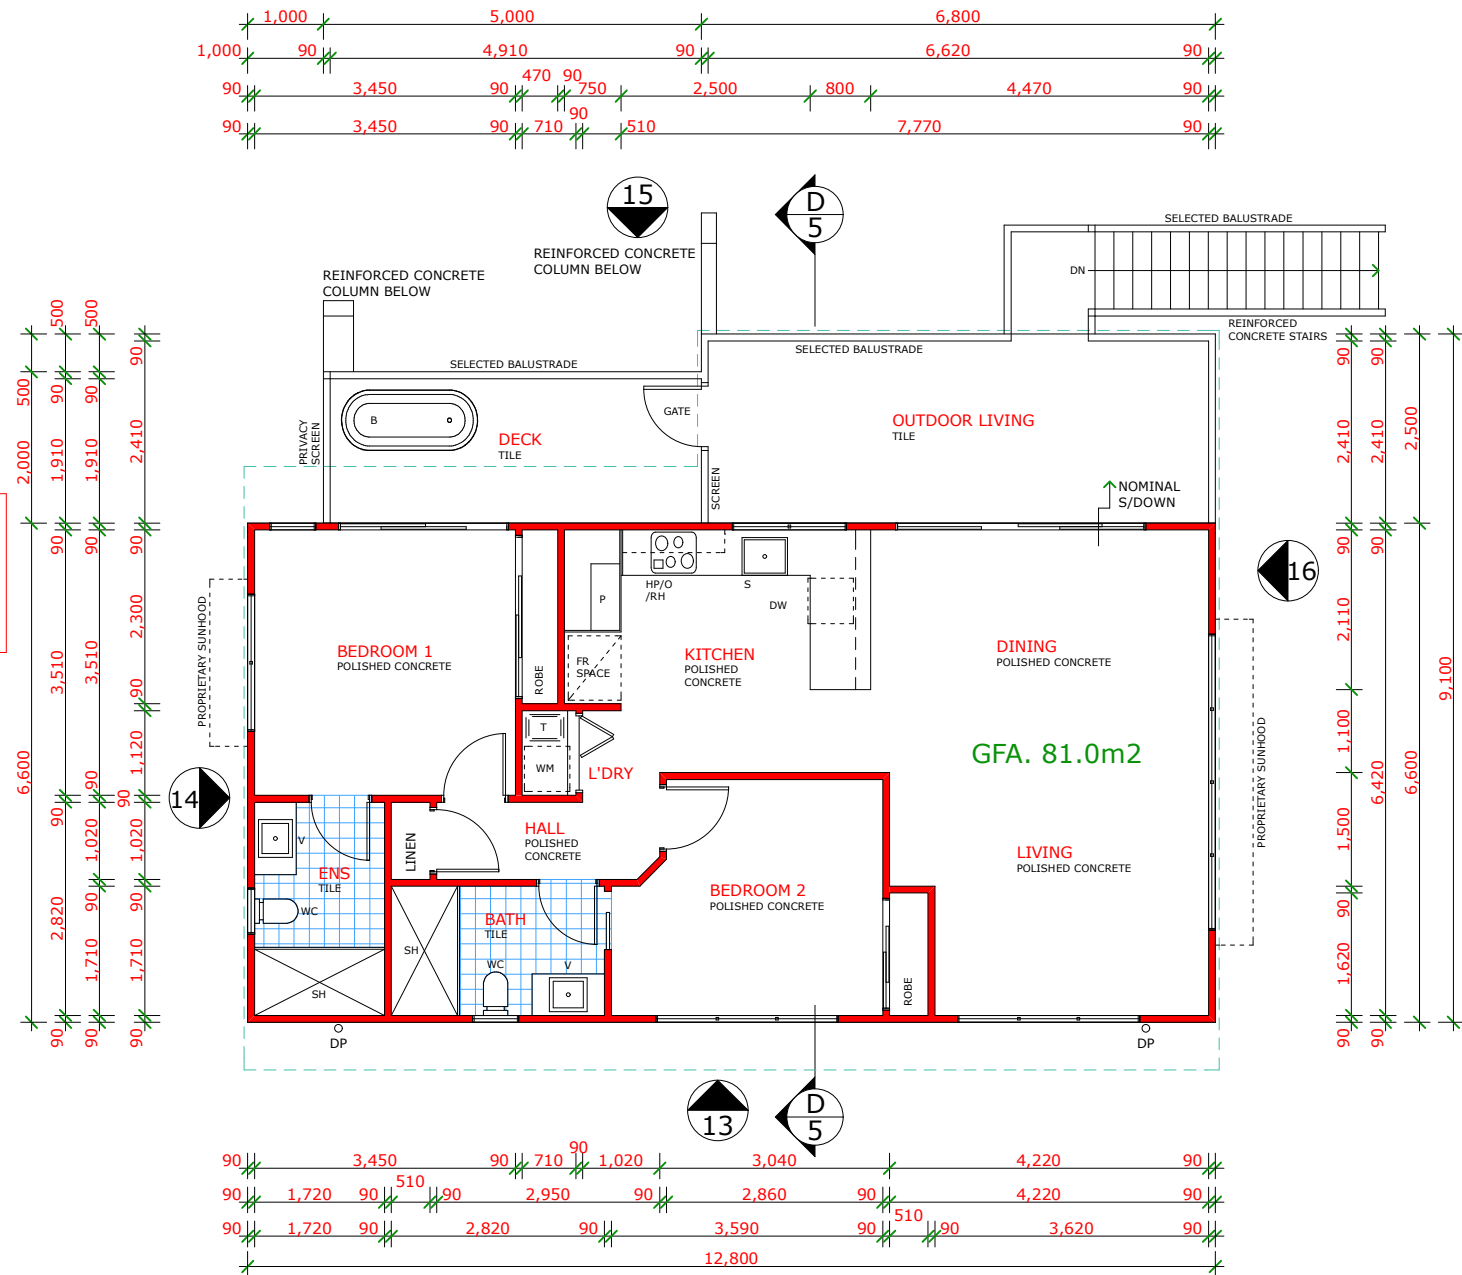 1,000 5,000 6,800
1,000 90 4,910 90 6,620 90
90 3,450 90 470 90 750 2,500 800 4,470 90
90 3,450 90 710 90 510 7,770 90
15
D
5
REINFORCED CONCRETE
COLUMN BELOW
REINFORCED CONCRETE
COLUMN BELOW
SELECTED BALUSTRADE
DN
REINFORCED
CONCRETE STAIRS
SELECTED BALUSTRADE
SELECTED BALUSTRADE
GATE
B
PRIVACY
SCREEN
DECK
TILE
SCREEN
OUTDOOR LIVING
TILE
NOMINAL
S/DOWN
500 2,000 6,600
500 90 1,910 90 3,510 90 2,820 90
500 90 1,910 90 3,510 90 1,020 90 1,710 90
90 2,410 90 2,300 90 1,120 90 1,020 90 1,710 90
90 2,410 90 2,110 1,100 1,500 90 1,620 90
90 2,410 90 6,420 90
2,500 6,600
9,100
PROPRIETARY SUNHOOD
14
16
PROPRIETARY SUNHOOD
BEDROOM 1
POLISHED CONCRETE
ROBE
P
FR
SPACE
HP/O
/RH
S
DW
KITCHEN
POLISHED
CONCRETE
DINING
POLISHED CONCRETE
T
WM
L'DRY
GFA. 81.0m2
LINEN
HALL
POLISHED
CONCRETE
V
ENS
TILE
WC
SH
LIVING
POLISHED CONCRETE
BEDROOM 2
POLISHED CONCRETE
BATH
TILE
SH
WC
V
ROBE
DP
DP
13
D
5
90 3,450 90 710 90 1,020 3,040 4,220 90
90 1,720 90 510 90 2,950 90 2,860 90 4,220 90
90 1,720 90 2,820 90 3,590 90 510 90 3,620 90
12,800